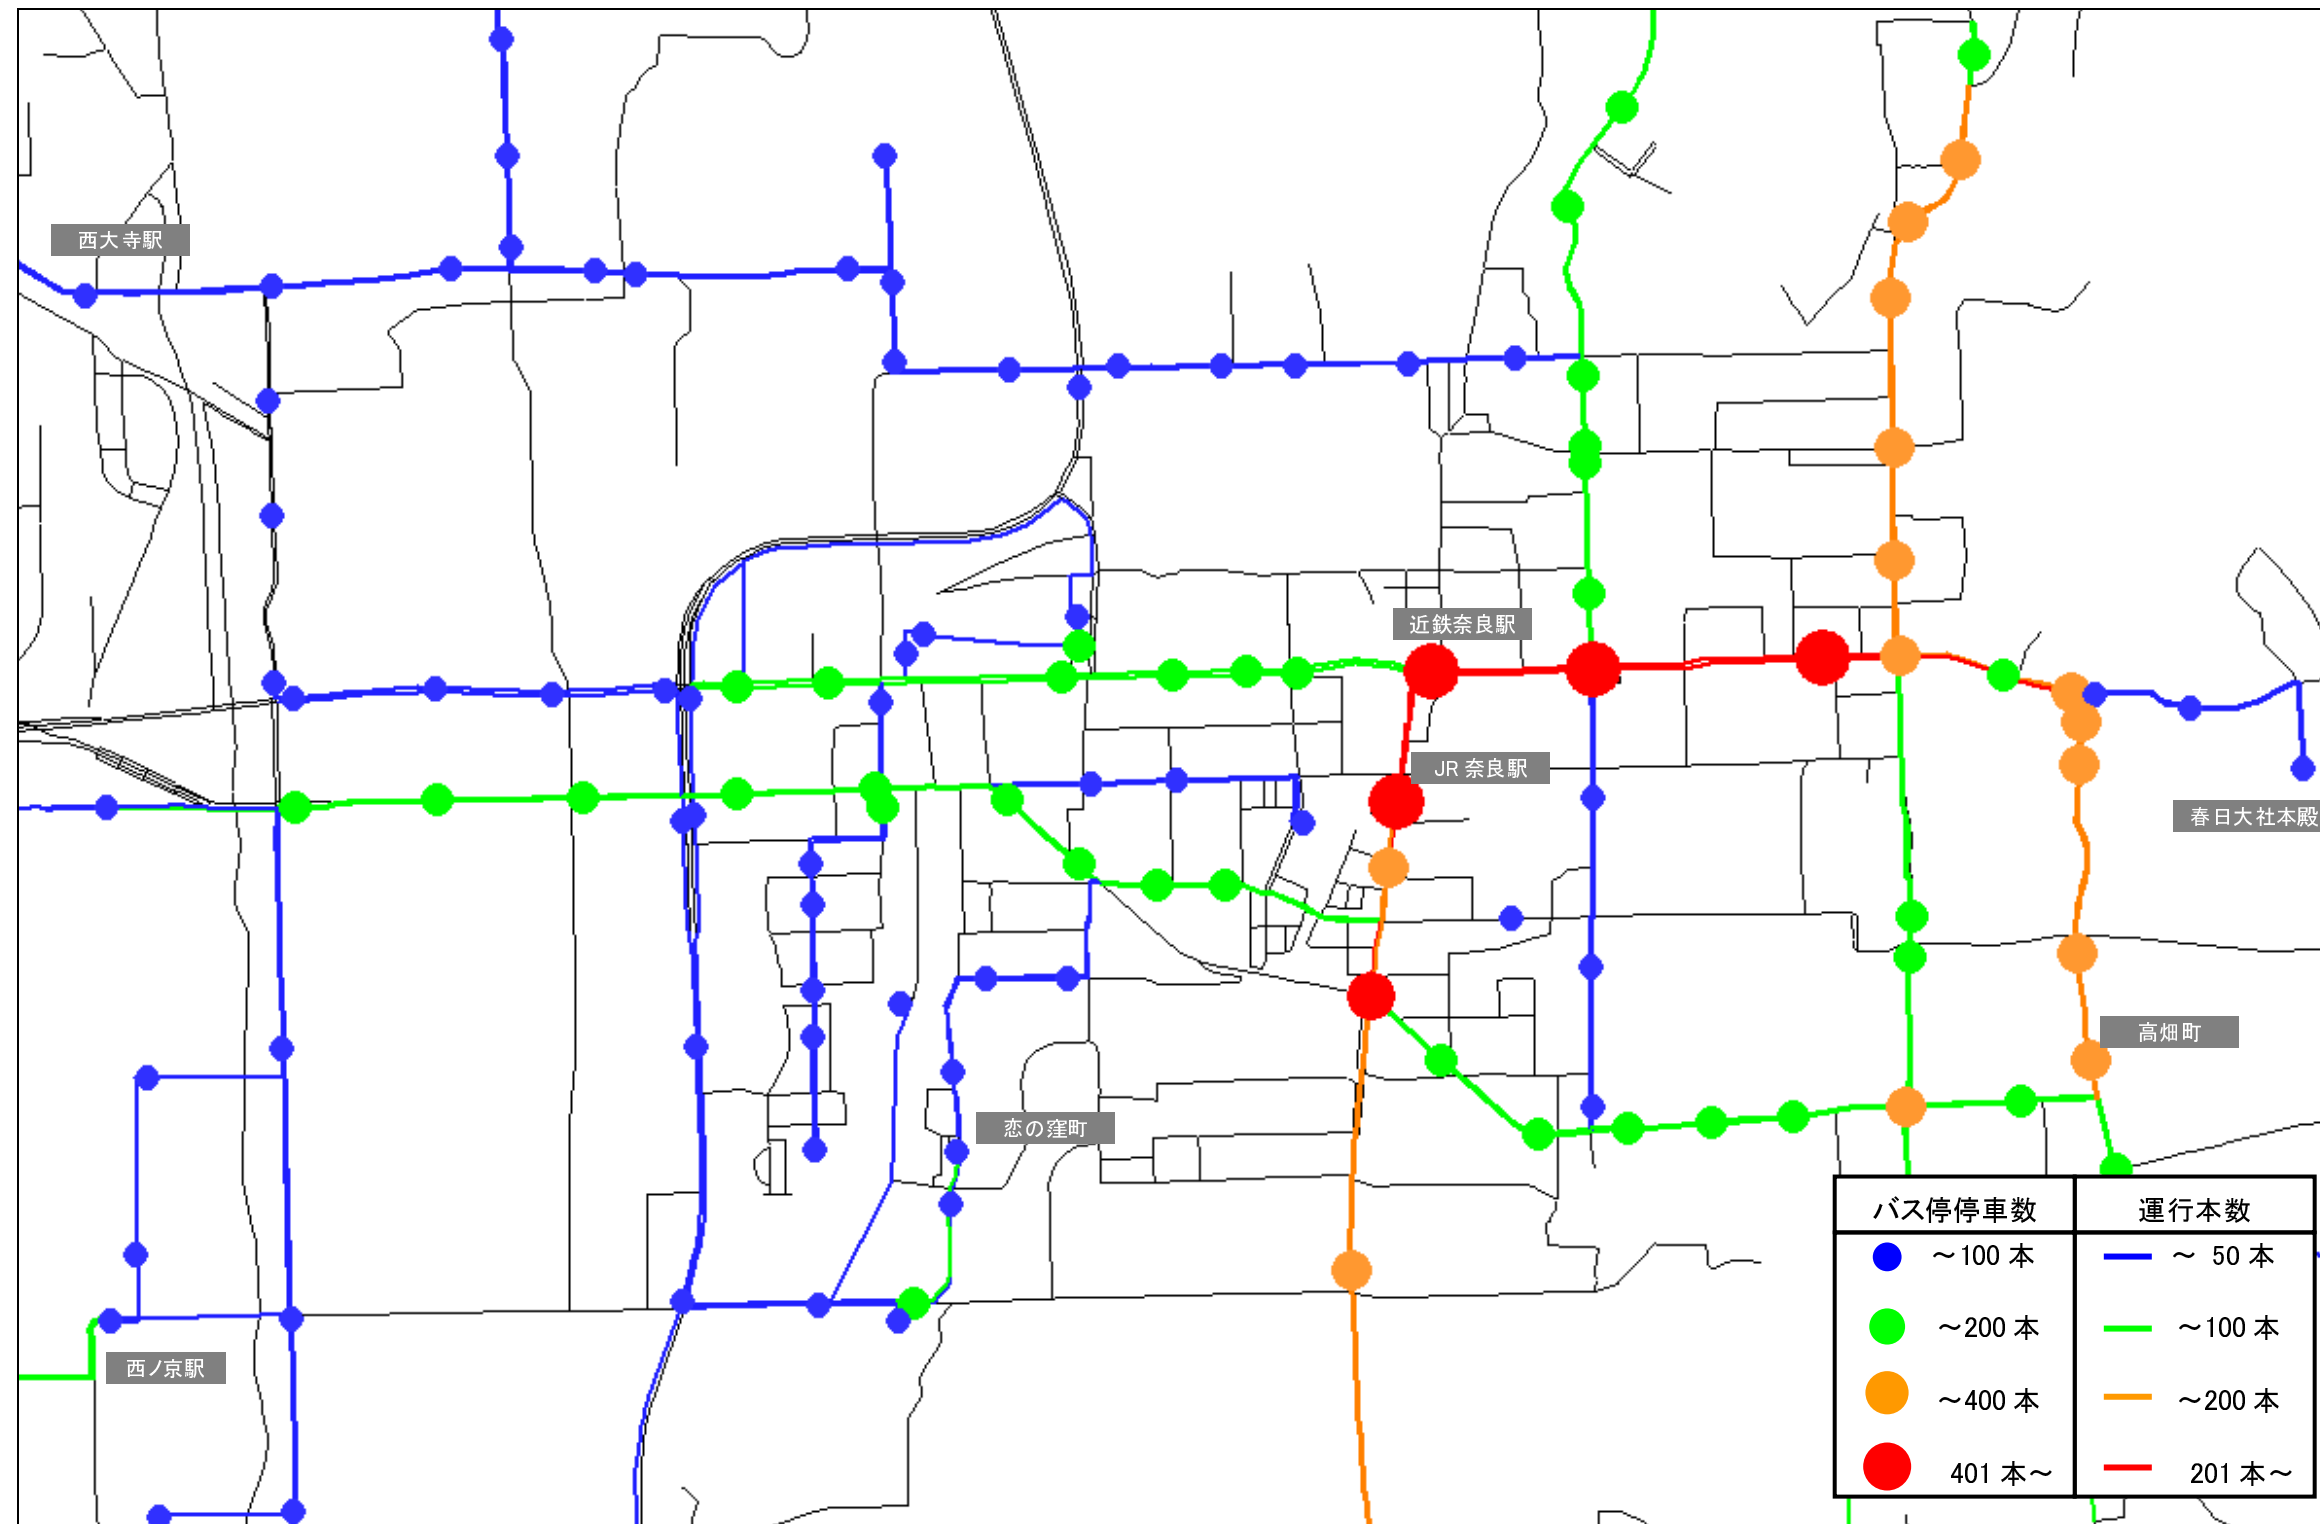 西大寺駅
近鉄奈良駅
JR 奈良駅
春日大社本殿
高畑町
恋の窪町
西ノ京駅
バス停停車数 運行本数
～100 本 ～ 50 本
～200 本 ～100 本
～400 本 ～200 本
401 本～ 201 本～